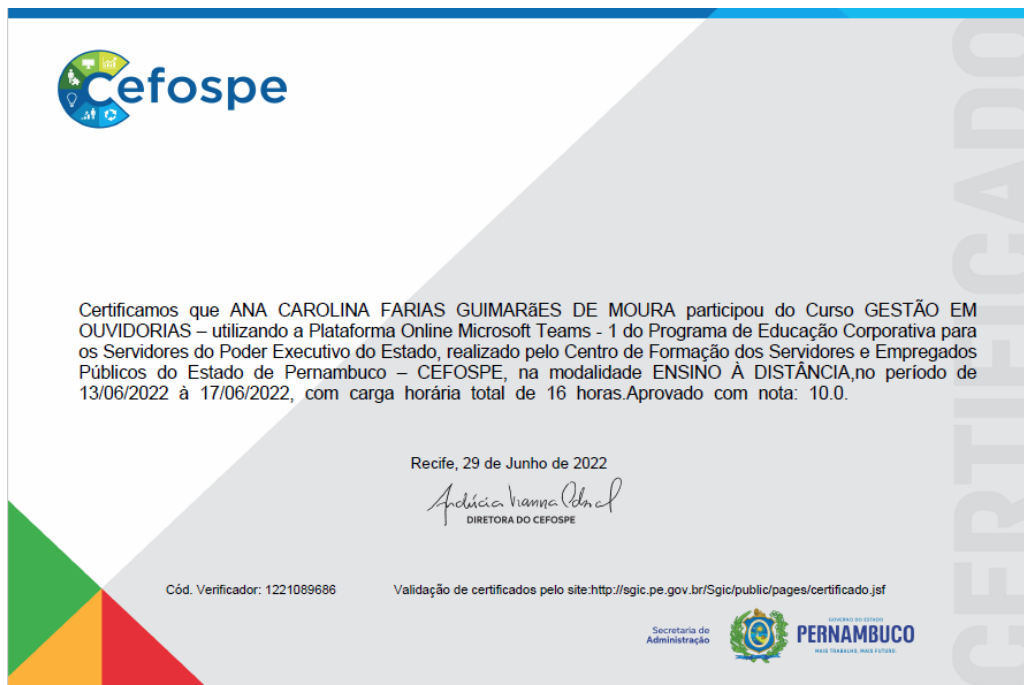 Cefospe
CERTIFICADO
Certificamos que ANA CAROLINA FARIAS GUIMARãES DE MOURA participou do Curso GESTÃO EM
OUVIDORIAS – utilizando a Plataforma Online Microsoft Teams - 1 do Programa de Educação Corporativa para
os Servidores do Poder Executivo do Estado, realizado pelo Centro de Formação dos Servidores e Empregados
Públicos do Estado de Pernambuco – CEFOSPE, na modalidade ENSINO À DISTÂNCIA,no período de
13/06/2022 à 17/06/2022, com carga horária total de 16 horas.Aprovado com nota: 10.0.
Recife, 29 de Junho de 2022
DIRETORA DO CEFOSPE
Cód. Verificador: 1221089686
Validação de certificados pelo site:http://sgic.pe.gov.br/Sgic/public/pages/certificado.jsf
Secretaria de
Administração
GOVERNO DO ESTADO
PERNAMBUCO
MAIS TRABALHO, MAIS FUTURO.